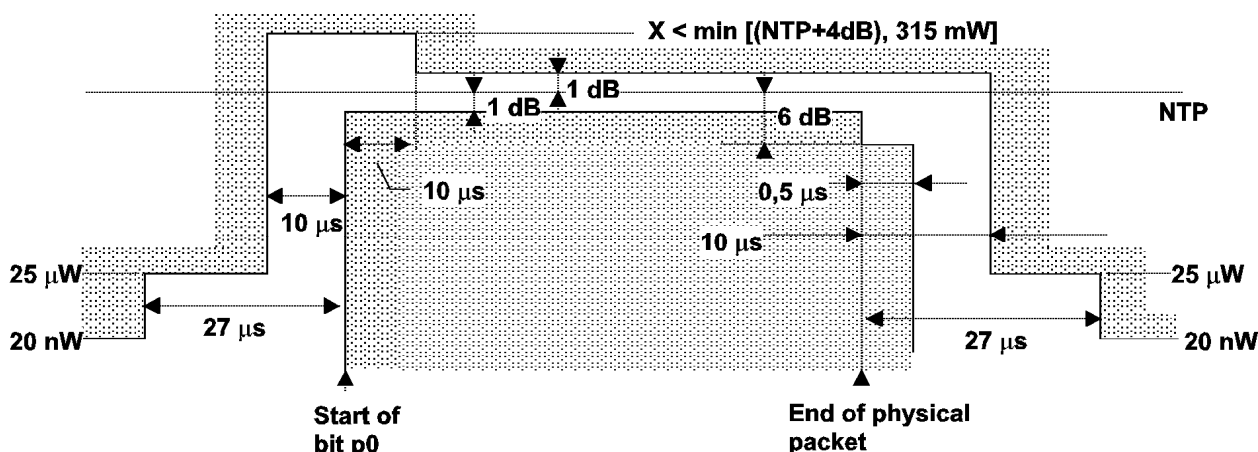 X < min [(NTP+4dB), 315 mW]
1 dB
1 dB
6 dB
NTP
10 μs
0,5 μs
10 μs
10 μs
25 μW
25 μW
27 μs
27 μs
20 nW
20 nW
Start of
bit p0
End of physical
packet